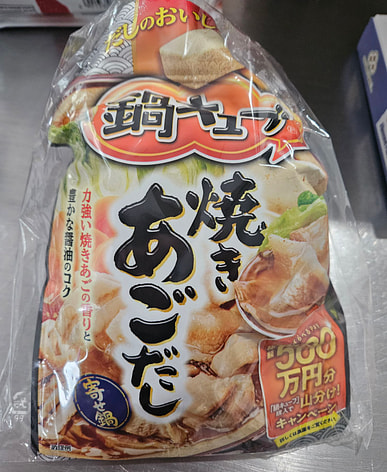 だしのおいし
鍋キューブ
力強い焼きあごの香りと
豊かな醤油のコク
焼き
あごだし
寄せ鍋
500
万円分
山分け!
キャンペーン